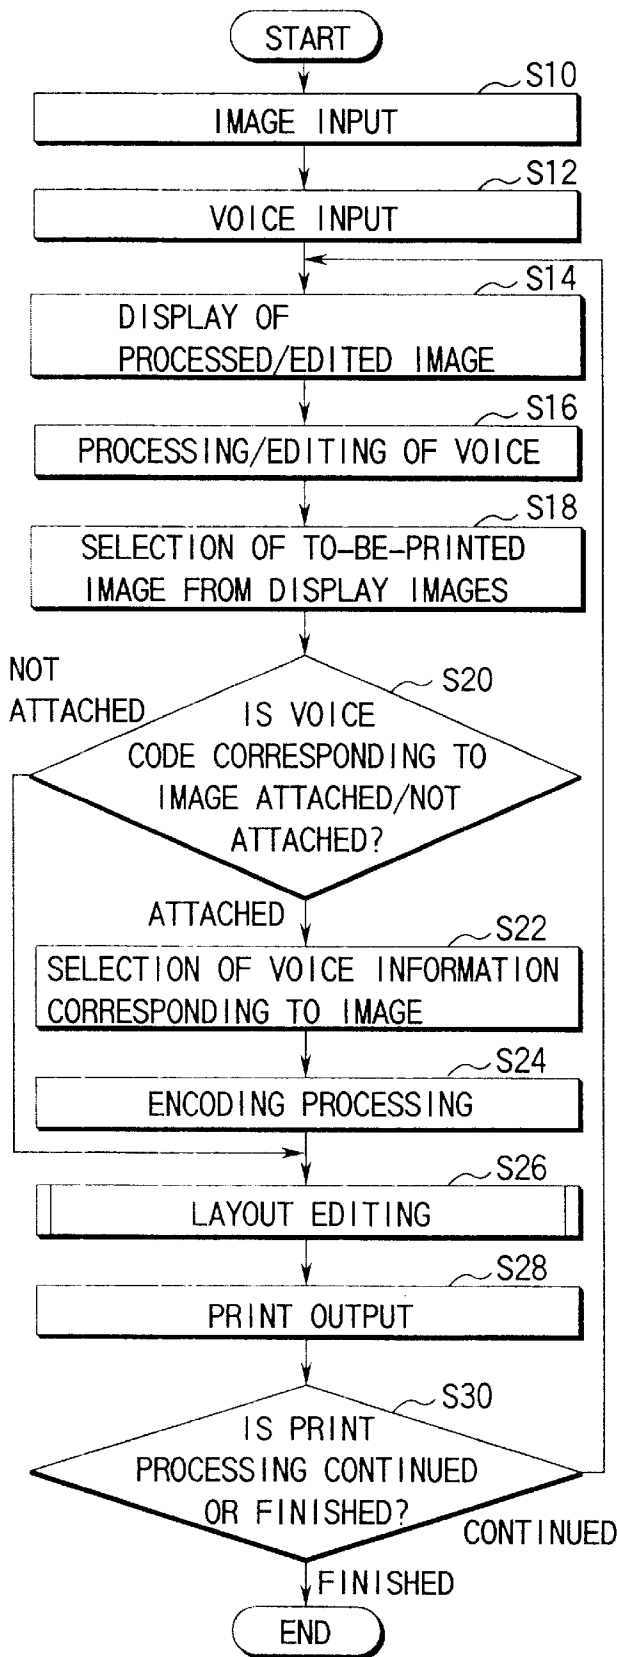 START
S10
IMAGE INPUT
S12
VOICE INPUT
S14
DISPLAY OF
PROCESSED/EDITED IMAGE
S16
PROCESSING/EDITING OF VOICE
S18
SELECTION OF TO-BE-PRINTED
IMAGE FROM DISPLAY IMAGES
NOT
ATTACHED
S20
IS VOICE
CODE CORRESPONDING TO
IMAGE ATTACHED/NOT
ATTACHED?
ATTACHED
S22
SELECTION OF VOICE INFORMATION
CORRESPONDING TO IMAGE
S24
ENCODING PROCESSING
S26
LAYOUT EDITING
S28
PRINT OUTPUT
S30
IS PRINT
PROCESSING CONTINUED
OR FINISHED?
CONTINUED
FINISHED
END